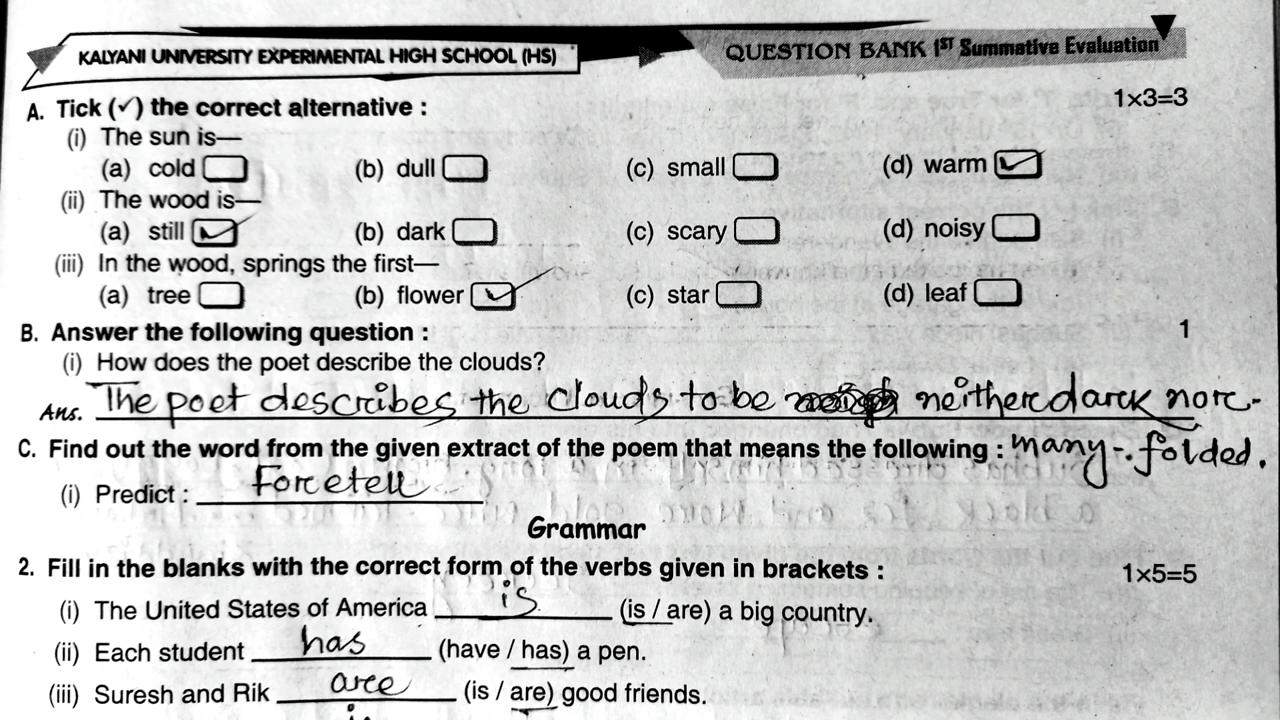 KALYANI UNIVERSITY EXPERIMENTAL HIGH SCHOOL (HS) QUESTION BANK 1ST Summative Evaluation
A. Tick (✓) the correct alternative : 1×3=3
(i) The sun is—
(a) cold (b) dull (c) small (d) warm ✓
(ii) The wood is—
(a) still ✓ (b) dark (c) scary (d) noisy
(iii) In the wood, springs the first—
(a) tree (b) flower ✓ (c) star (d) leaf
B. Answer the following question : 1
(i) How does the poet describe the clouds?
Ans. The poet describes the clouds to be neither darck nor-
C. Find out the word from the given extract of the poem that means the following : many-folded.
(i) Predict : Foretell
Grammar
2. Fill in the blanks with the correct form of the verbs given in brackets : 1×5=5
(i) The United States of America is (is / are) a big country.
(ii) Each student has (have / has) a pen.
(iii) Suresh and Rik are (is / are) good friends.